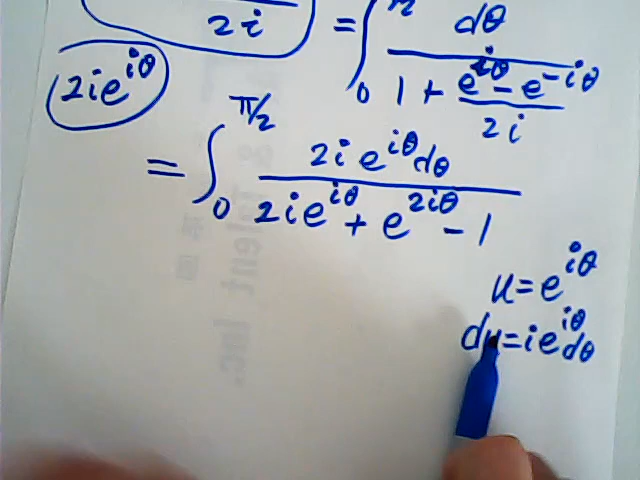 2i = ∫₀ dθ / (1 + (e^{iθ} - e^{-iθ}) / 2i)
2ie^{iθ}
= ∫₀^{π/2} 2i e^{iθ} dθ / (2ie^{iθ} + e^{2iθ} - 1)
u = e^{iθ}
du = ie^{iθ} dθ